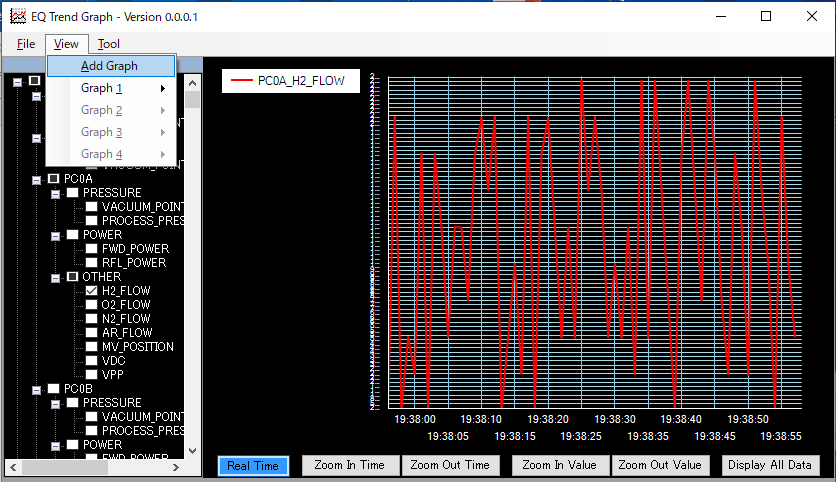 EQ Trend Graph - Version 0.0.0.1
File View Tool
Add Graph
Graph 1
Graph 2
Graph 3
Graph 4
PC0A_H2_FLOW
PC0A
PRESSURE
VACUUM_POIN
PROCESS_PRES
POWER
FWD_POWER
RFL_POWER
OTHER
H2_FLOW
O2_FLOW
N2_FLOW
AR_FLOW
MV_POSITION
VDC
VPP
PC0B
PRESSURE
VACUUM_POINT
PROCESS_PRES
POWER
19:38:00 19:38:10 19:38:20 19:38:30 19:38:40 19:38:50
19:38:05 19:38:15 19:38:25 19:38:35 19:38:45 19:38:55
Real Time Zoom In Time Zoom Out Time Zoom In Value Zoom Out Value Display All Data